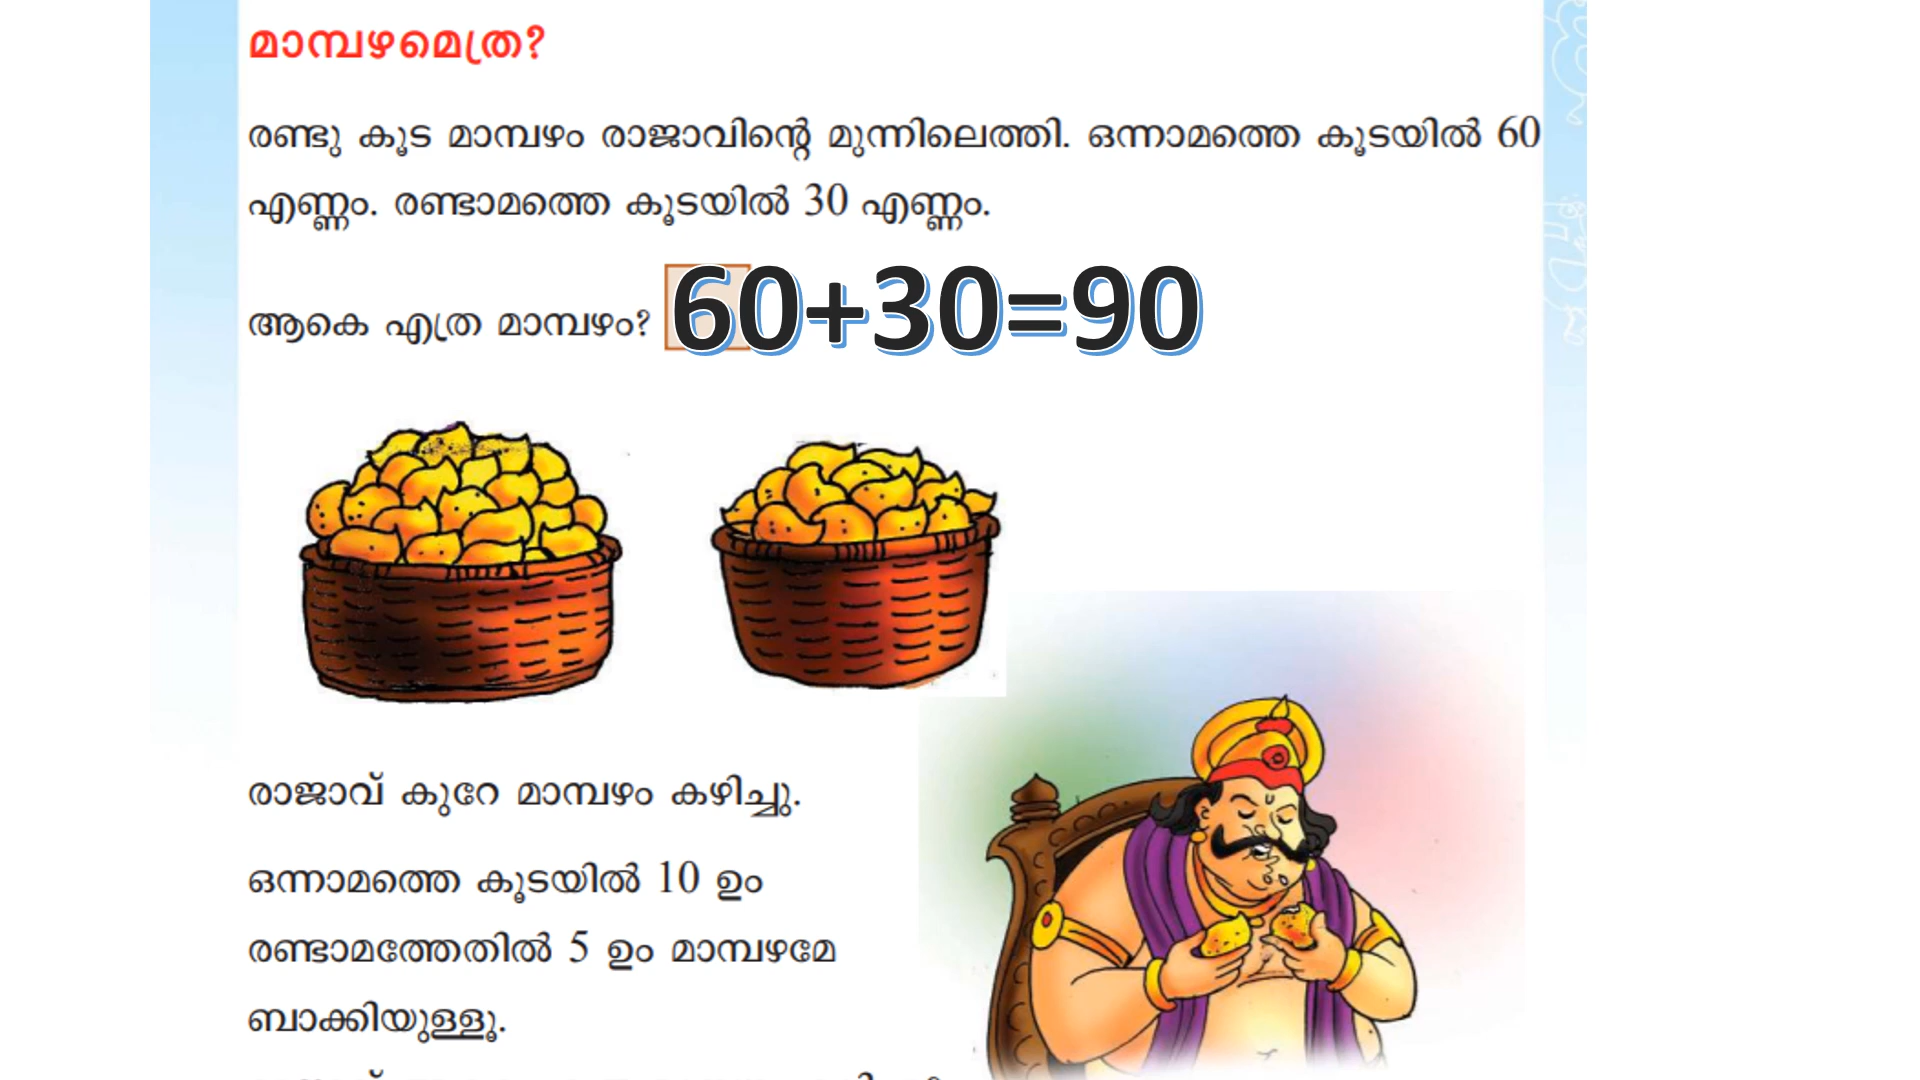 മാമ്പഴമെത്ര?
രണ്ടു കൂട മാമ്പഴം രാജാവിന്റെ മുന്നിലെത്തി. ഒന്നാമത്തെ കൂടയിൽ 60
എണ്ണം. രണ്ടാമത്തെ കൂടയിൽ 30 എണ്ണം.
ആകെ എത്ര മാമ്പഴം? 60+30=90
രാജാവ് കുറേ മാമ്പഴം കഴിച്ചു.
ഒന്നാമത്തെ കൂടയിൽ 10 ഉം
രണ്ടാമത്തേതിൽ 5 ഉം മാമ്പഴമേ
ബാക്കിയുള്ളൂ.